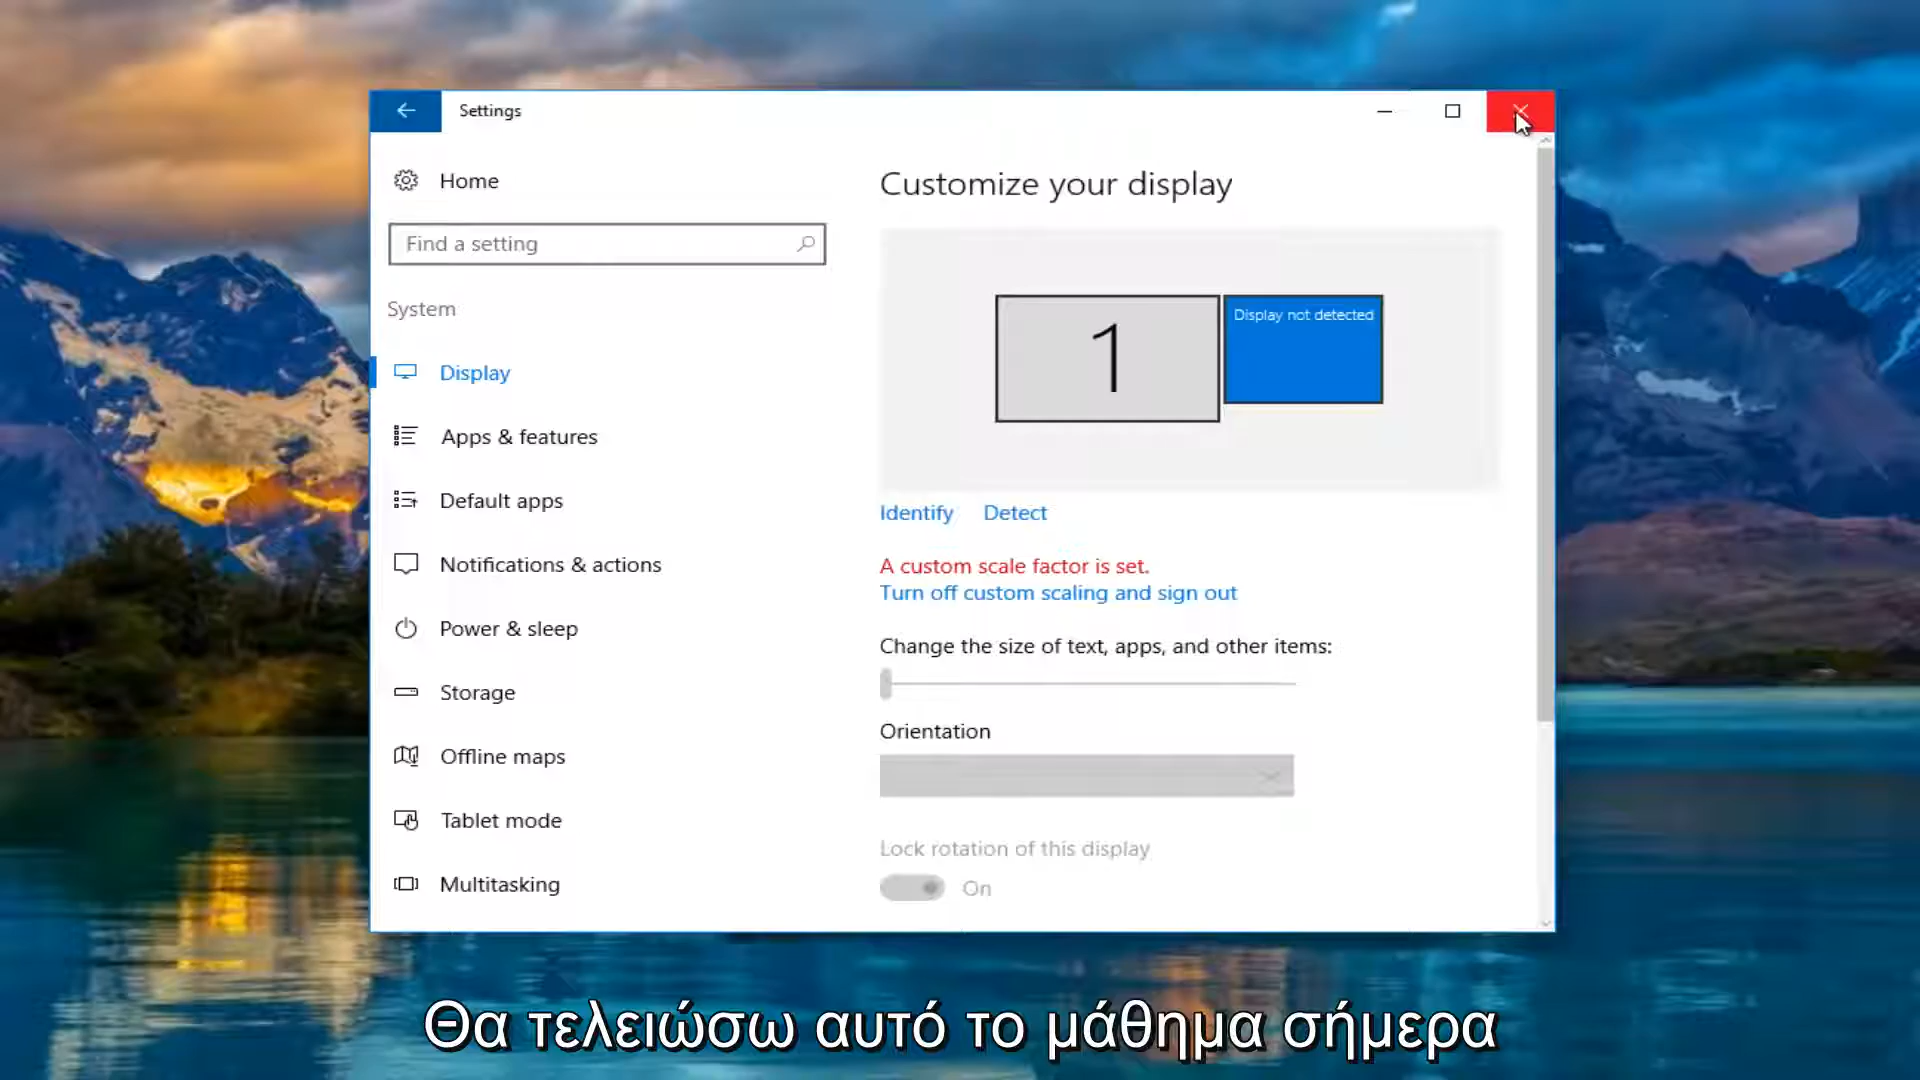 Settings
Home
Find a setting
System
Display
Apps & features
Default apps
Notifications & actions
Power & sleep
Storage
Offline maps
Tablet mode
Multitasking
Customize your display
1
Display not detected
Identify Detect
A custom scale factor is set.
Turn off custom scaling and sign out
Change the size of text, apps, and other items:
Orientation
Lock rotation of this display
On
Θα τελειώσω αυτό το μάθημα σήμερα